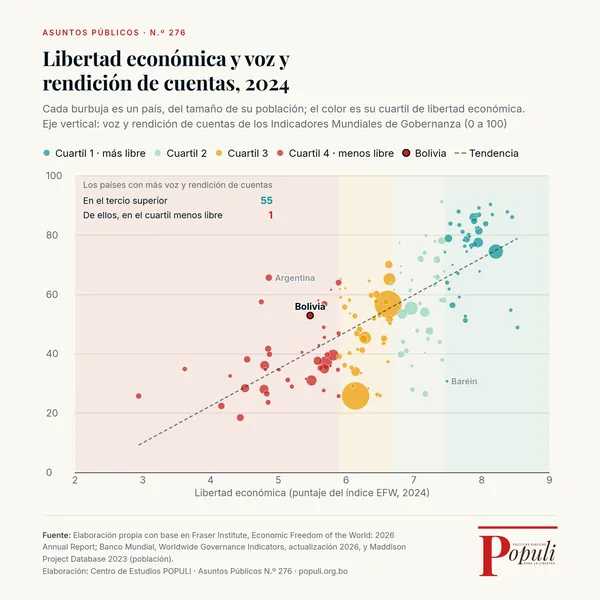 ASUNTOS PÚBLICOS · N.º 276
Libertad económica y voz y
rendición de cuentas, 2024
Cada burbuja es un país, del tamaño de su población; el color es su cuartil de libertad económica.
Eje vertical: voz y rendición de cuentas de los Indicadores Mundiales de Gobernanza (0 a 100)
Cuartil 1 · más libre Cuartil 2 Cuartil 3 Cuartil 4 · menos libre Bolivia Tendencia
100
Los países con más voz y rendición de cuentas
En el tercio superior 55
De ellos, en el cuartil menos libre 1
80
Argentina
60
Bolivia
40
Baréin
20
0
2 3 4 5 6 7 8 9
Libertad económica (puntaje del índice EFW, 2024)
Fuente: Elaboración propia con base en Fraser Institute, Economic Freedom of the World: 2026
Annual Report; Banco Mundial, Worldwide Governance Indicators, actualización 2026, y Maddison
Project Database 2023 (población).
Elaboración: Centro de Estudios POPULI · Asuntos Públicos N.º 276 · populi.org.bo
POLÍTICAS PÚBLICAS
Populi
PARA LA LIBERTAD